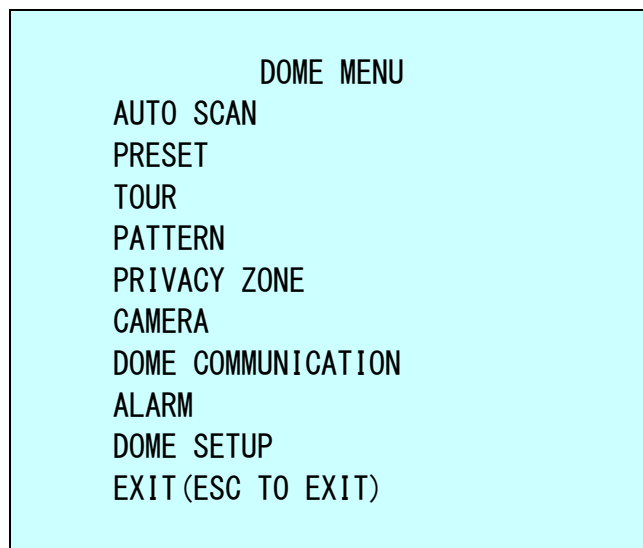 DOME MENU
AUTO SCAN
PRESET
TOUR
PATTERN
PRIVACY ZONE
CAMERA
DOME COMMUNICATION
ALARM
DOME SETUP
EXIT(ESC TO EXIT)